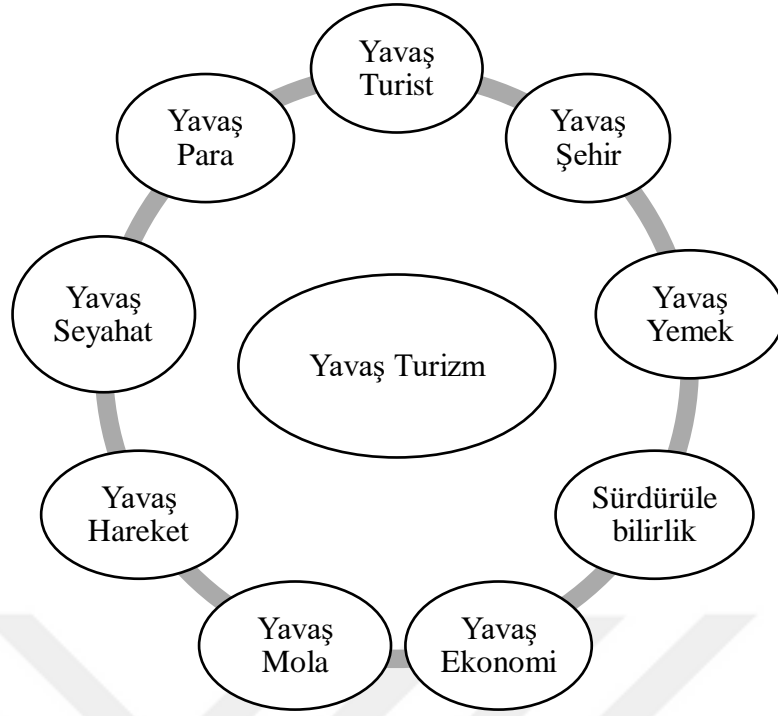 Yavaş
Turist
Yavaş
Şehir
Yavaş
Yemek
Sürdürüle
bilirlik
Yavaş
Ekonomi
Yavaş
Mola
Yavaş
Hareket
Yavaş
Seyahat
Yavaş
Para
Yavaş Turizm